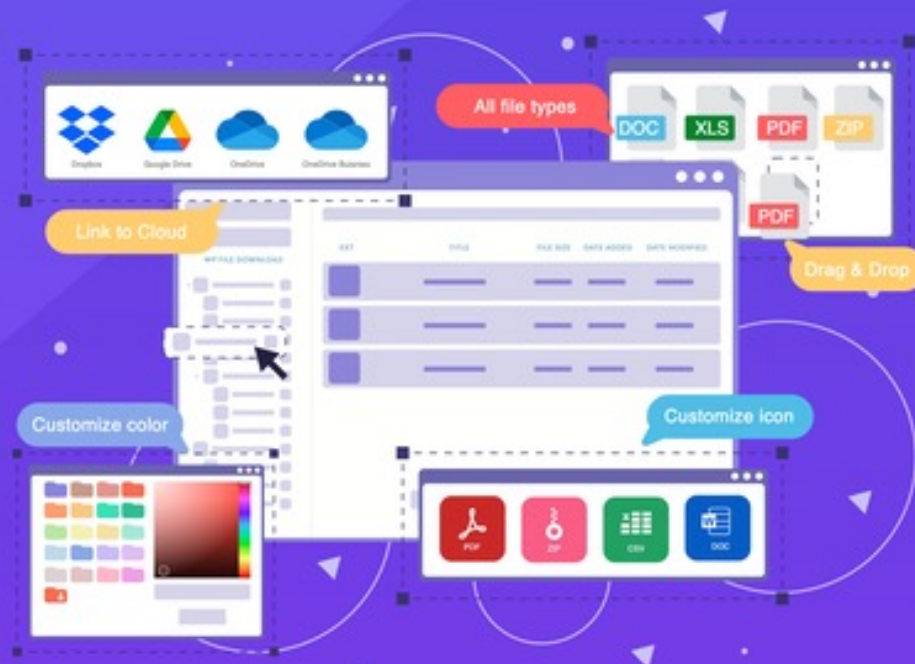 Dropbox
Google Drive
OneDrive
OneDrive Business
Link to Cloud
All file types
DOC
XLS
PDF
ZIP
PDF
Drag & Drop
WP FILE DOWNLOAD
EXT
TITLE
FILE SIZE
DATE ADDED
DATE MODIFIED
Customize color
Customize icon
PDF
ZIP
CSV
DOC